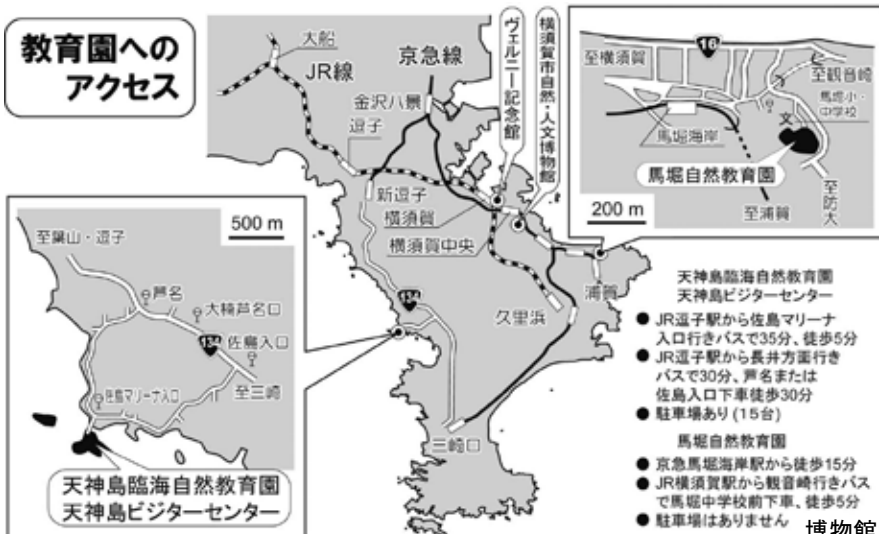 教育園への
アクセス
大船
JR線
京急線
金沢八景
逗子
新逗子
横須賀
横須賀中央
ヴェルニー記念館
横須賀市自然・人文博物館
浦賀
久里浜
134
三崎口
16
至横須賀
至観音崎
馬堀小・
中学校
文
馬堀海岸
馬堀自然教育園
200 m
至浦賀
至防大
500 m
至葉山・逗子
芦名
大楠芦名口
134
佐島入口
至三崎
佐島マリーナ入口
天神島臨海自然教育園
天神島ビジターセンター
天神島臨海自然教育園
天神島ビジターセンター
● JR逗子駅から佐島マリーナ
入口行きバスで35分、徒歩5分
● JR逗子駅から長井方面行き
バスで30分、芦名または
佐島入口下車徒歩30分
● 駐車場あり(15台)
馬堀自然教育園
● 京急馬堀海岸駅から徒歩15分
● JR横須賀駅から観音崎行きバス
で馬堀中学校前下車、徒歩5分
● 駐車場はありません
博物館